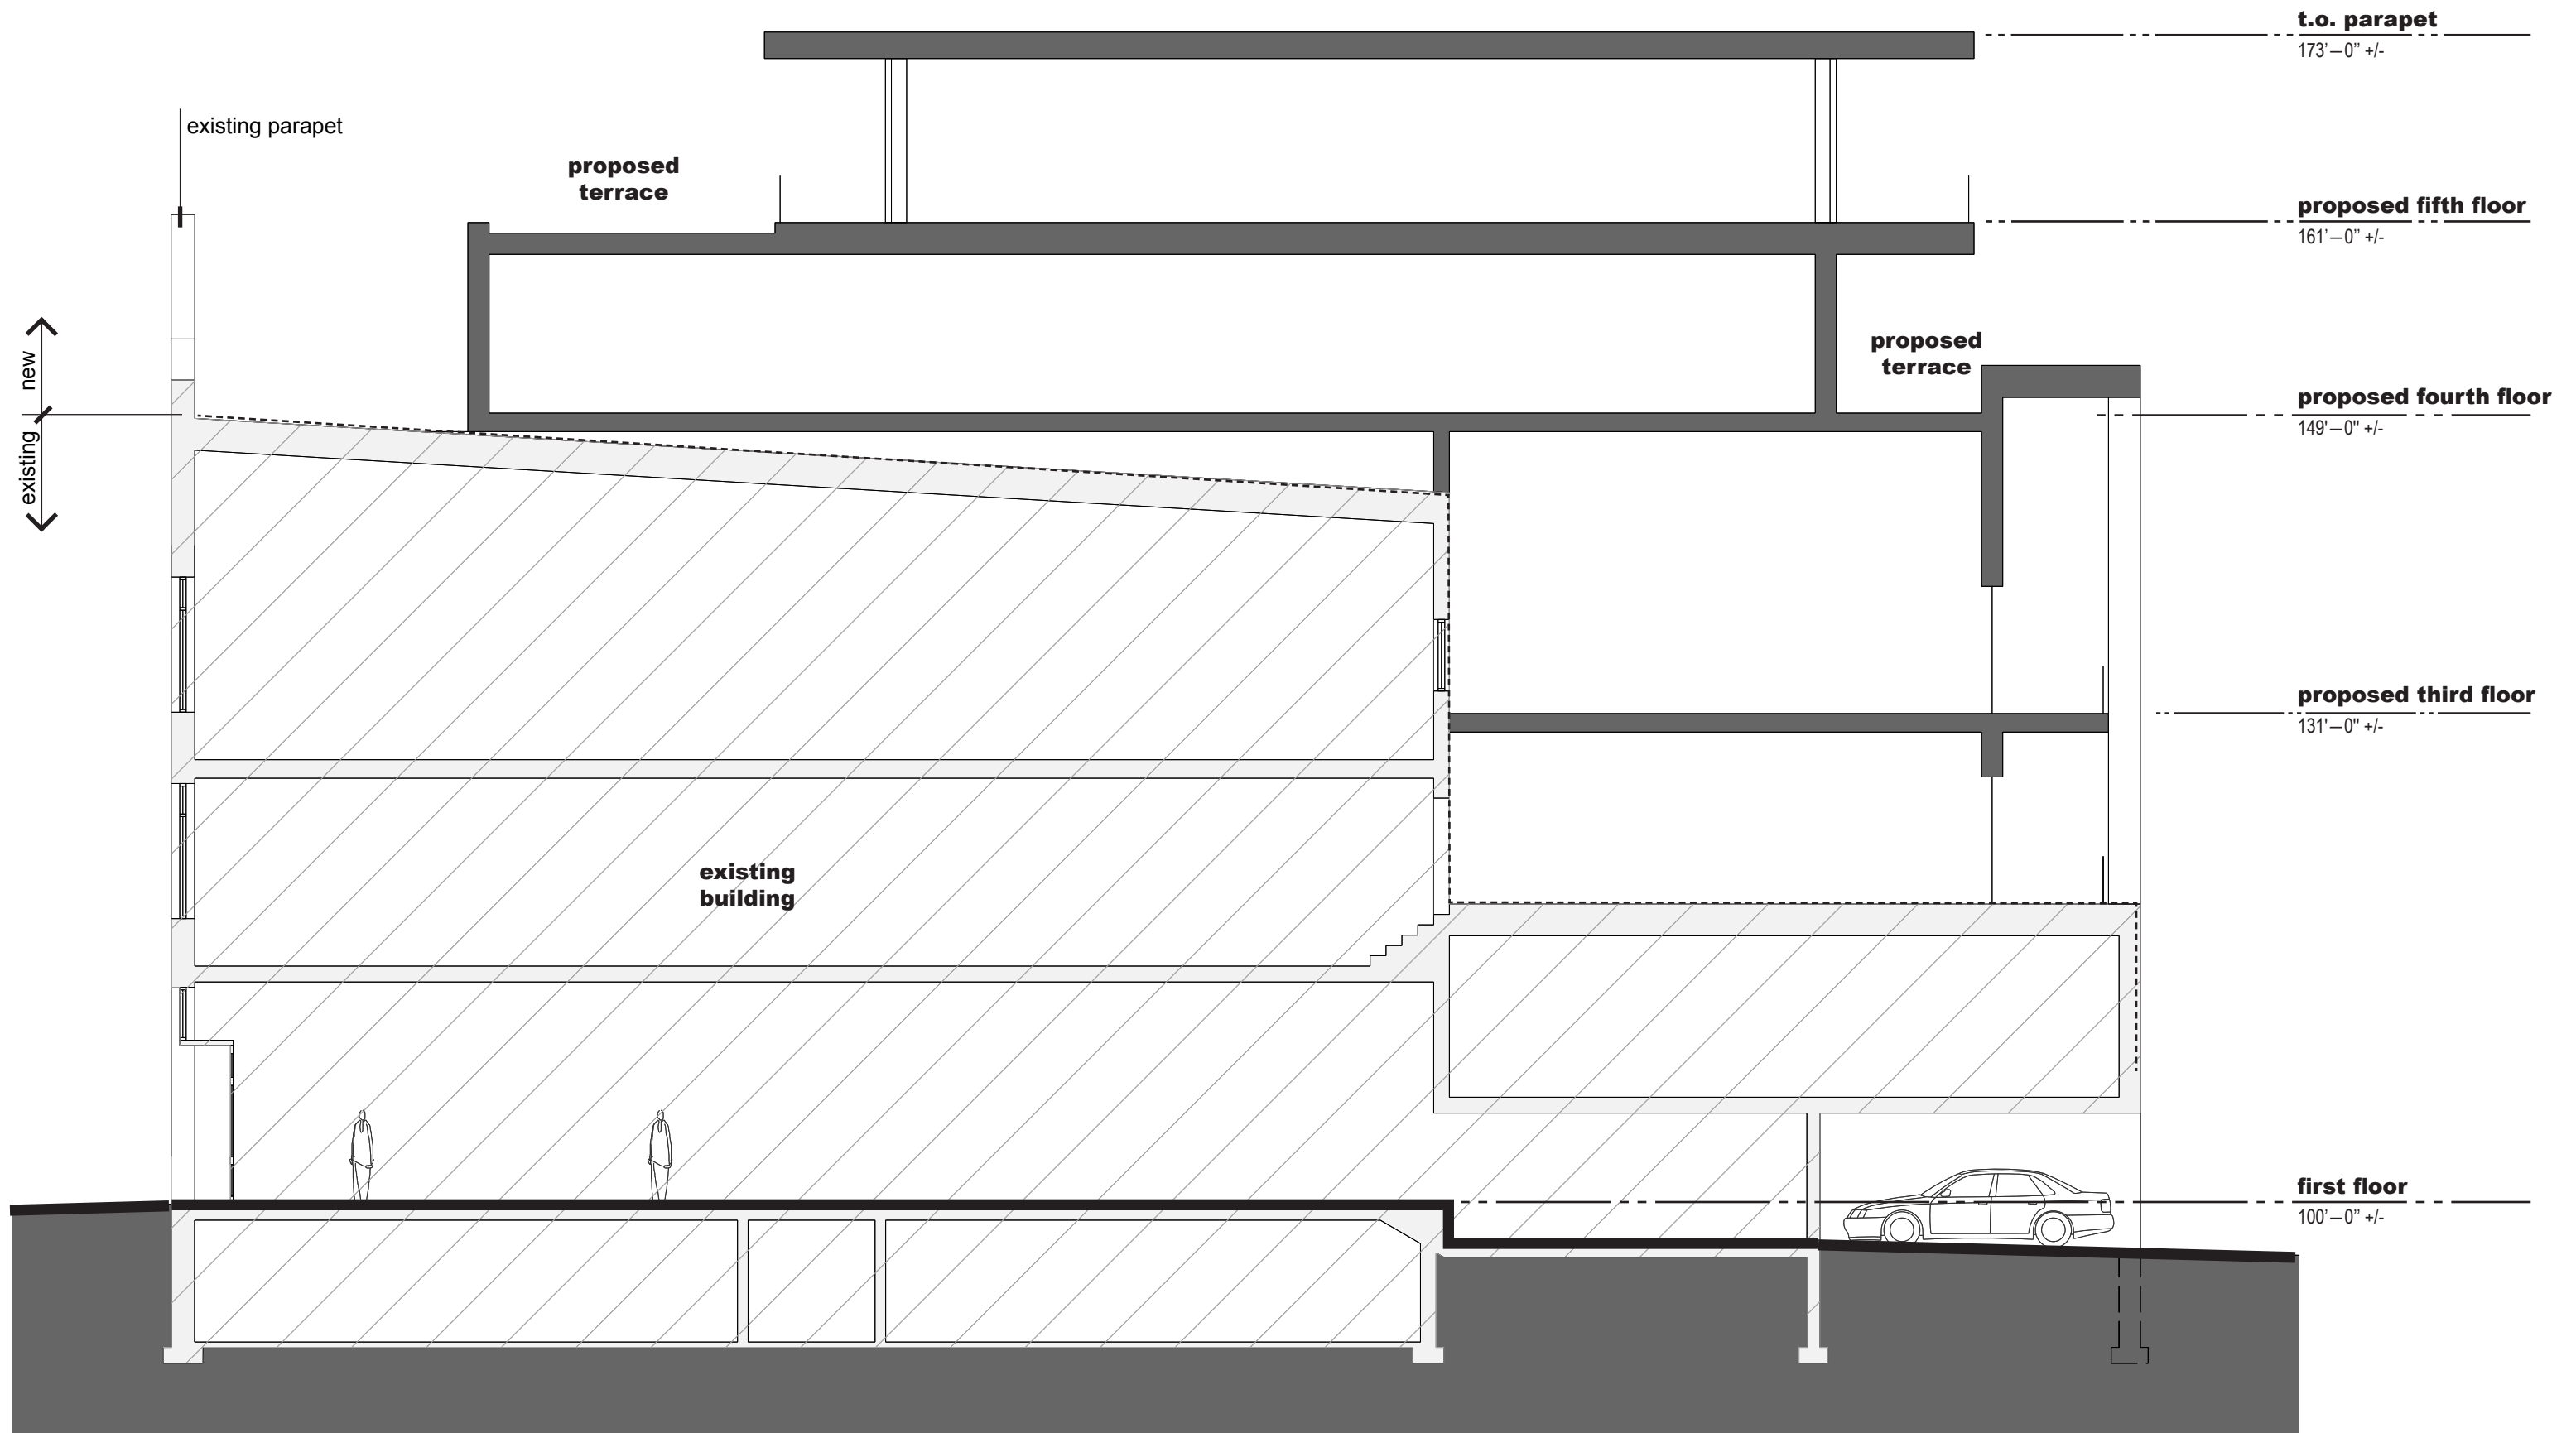 t.o. parapet
173’—0” +/-
existing parapet
proposed
terrace
proposed fifth floor
161’—0” +/-
new
existing
proposed
terrace
proposed fourth floor
149'—0" +/-
proposed third floor
131'—0" +/-
existing
building
first floor
100’—0” +/-